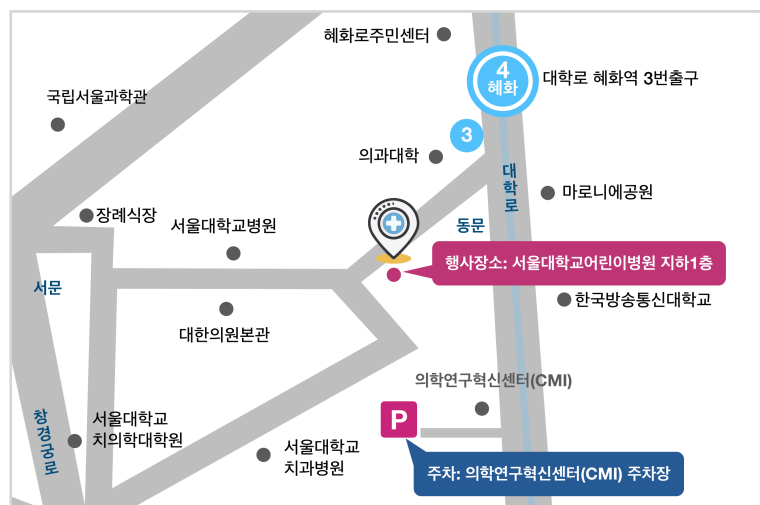 혜화로주민센터
4
혜화
대학로 혜화역 3번출구
국립서울과학관
3
의과대학
대학로
마로니에공원
장례식장
서울대학교병원
동문
행사장소: 서울대학교어린이병원 지하1층
서문
한국방송통신대학교
대한의원본관
의학연구혁신센터(CMI)
창경궁로
서울대학교
치의학대학원
P
서울대학교
치과병원
주차: 의학연구혁신센터(CMI) 주차장